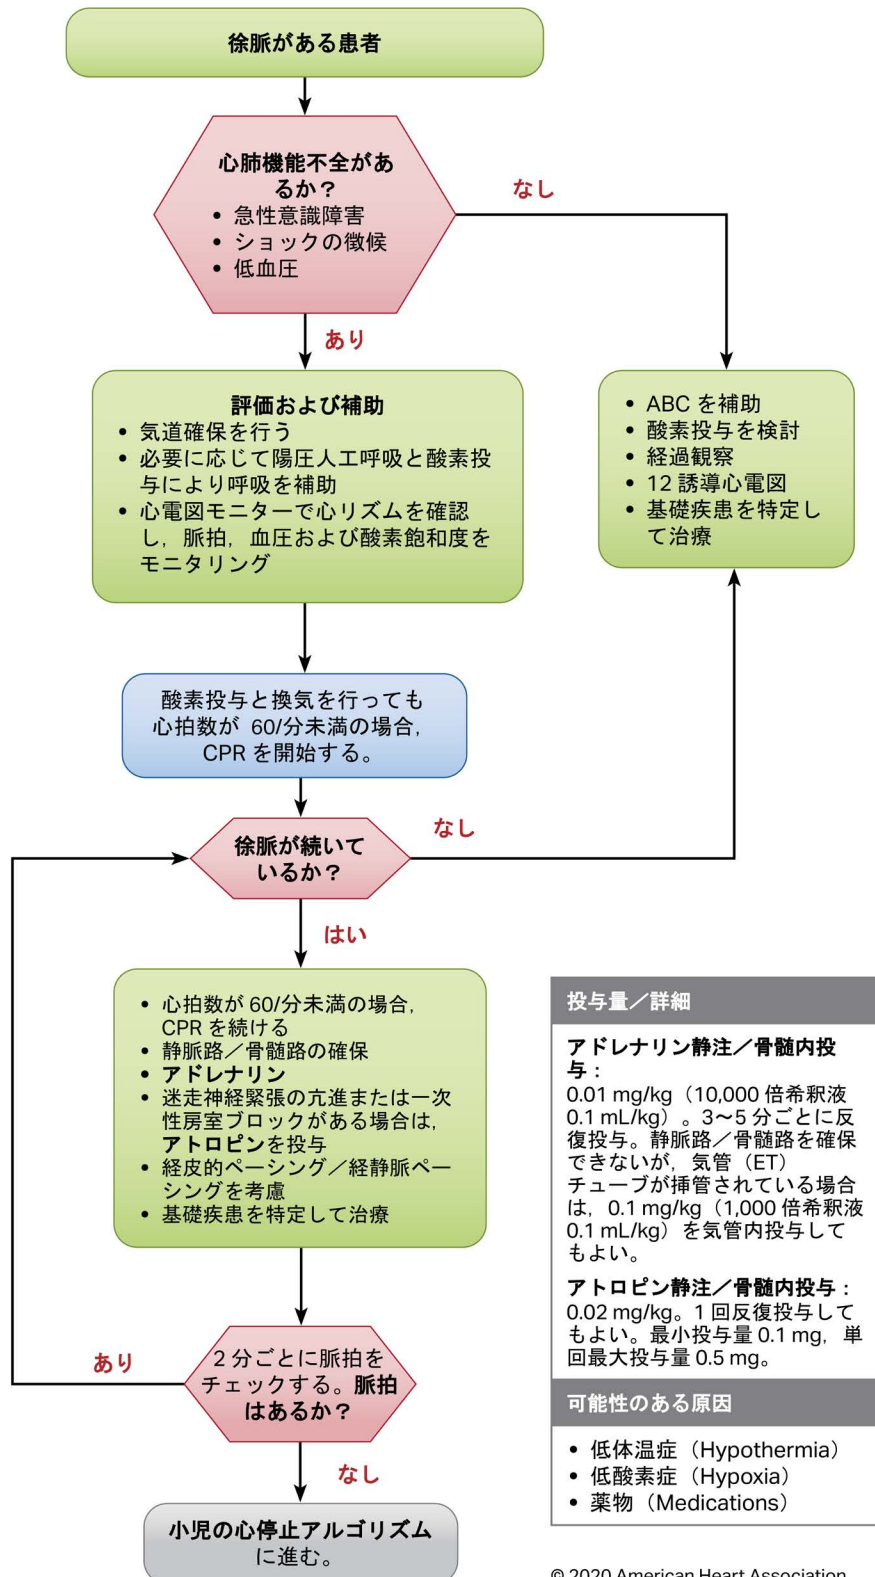 徐脈がある患者
心肺機能不全があ
るか？
• 急性意識障害
• ショックの徴候
• 低血圧
なし
あり
評価および補助
• 気道確保を行う
• 必要に応じて陽圧人工呼吸と酸素投
与により呼吸を補助
• 心電図モニターで心リズムを確認
し，脈拍，血圧および酸素飽和度を
モニタリング
• ABC を補助
• 酸素投与を検討
• 経過観察
• 12 誘導心電図
• 基礎疾患を特定し
て治療
酸素投与と換気を行っても
心拍数が 60/分未満の場合，
CPR を開始する。
徐脈が続いて
いるか？
なし
はい
• 心拍数が 60/分未満の場合，
CPR を続ける
• 静脈路／骨髄路の確保
• アドレナリン
• 迷走神経緊張の亢進または一次
性房室ブロックがある場合は，
アトロピンを投与
• 経皮的ペーシング／経静脈ペー
シングを考慮
• 基礎疾患を特定して治療
2 分ごとに脈拍を
チェックする。脈拍
はあるか？
あり
なし
小児の心停止アルゴリズム
に進む。
投与量／詳細
アドレナリン静注／骨髄内投
与：
0.01 mg/kg（10,000 倍希釈液
0.1 mL/kg）。3〜5 分ごとに反
復投与。静脈路／骨髄路を確保
できないが，気管（ET）
チューブが挿管されている場合
は，0.1 mg/kg（1,000 倍希釈液
0.1 mL/kg）を気管内投与して
もよい。
アトロピン静注／骨髄内投与：
0.02 mg/kg。1 回反復投与して
もよい。最小投与量 0.1 mg，単
回最大投与量 0.5 mg。
可能性のある原因
• 低体温症（Hypothermia）
• 低酸素症（Hypoxia）
• 薬物（Medications）
© 2020 American Heart Association